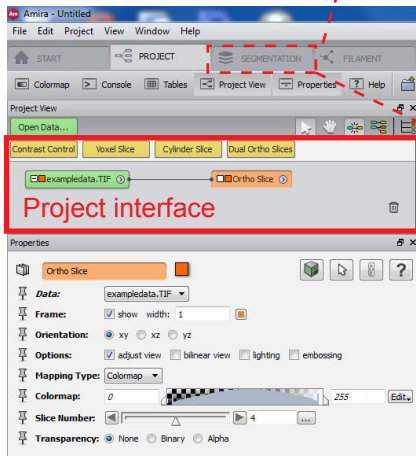 Amira - Untitled
File Edit Project View Window Help
START PROJECT SEGMENTATION FILAMENT
Colormap Console Tables Project View Properties ? Help
Project View
Open Data...
Contrast Control Voxel Slice Cylinder Slice Dual Ortho Slices
exampledata.TIF Ortho Slice
Project interface
Properties
Ortho Slice ?
Data: exampledata.TIF
Frame: show width: 1
Orientation: xy xz yz
Options: adjust view bilinear view lighting embossing
Mapping Type: Colormap
Colormap: 0 255 Edit
Slice Number: 4 ...
Transparency: None Binary Alpha